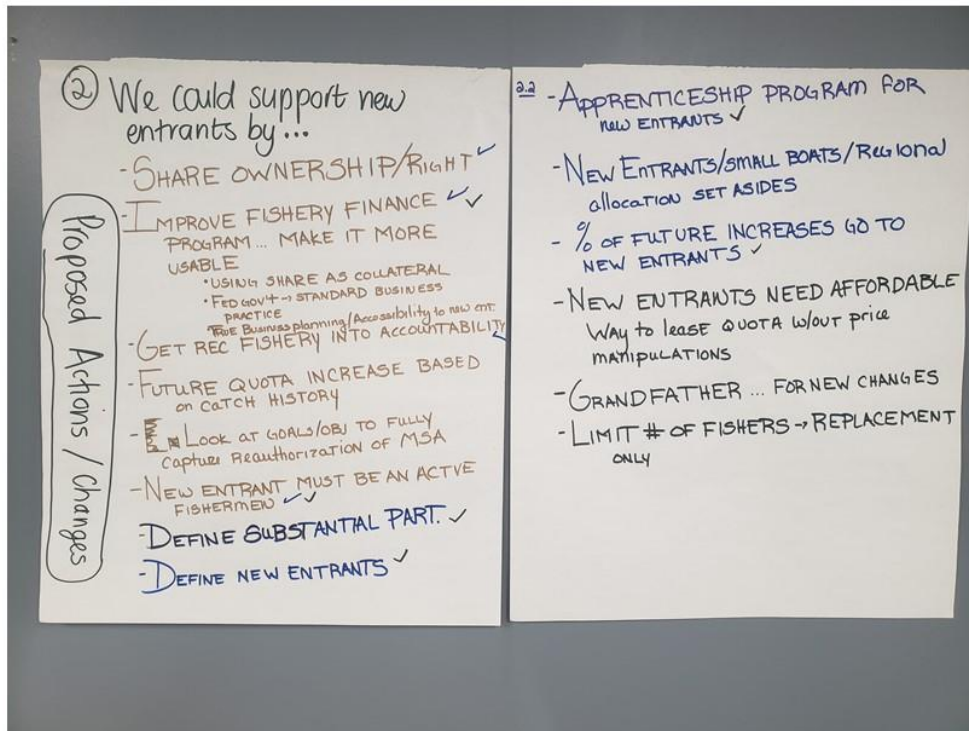 ② We could support new
entrants by...
- SHARE OWNERSHIP/RIGHT ✓
- IMPROVE FISHERY FINANCE ✓ ✓
PROGRAM... MAKE IT MORE
USABLE
• USING SHARE AS COLLATERAL
• FED GOV'T → STANDARD BUSINESS
PRACTICE
TRUE Business planning/Accessibility to new ent.
- GET REC FISHERY INTO ACCOUNTABILITY ✓
- FUTURE QUOTA INCREASE BASED
on CATCH HISTORY
- LOOK AT GOALS/OBJ TO FULLY
Capture Reauthorization of MSA
- NEW ENTRANT MUST BE AN ACTVE
FISHERMEN ✓ ✓
- DEFINE SUBSTANTIAL PART. ✓
- DEFINE NEW ENTRANTS ✓
Proposed Actions / Changes
2.2 - APPRENTICESHIP PROGRAM FOR
new ENTRANTS ✓
- NEW ENTRANTS/SMALL BOATS/REGIONAL
allocation SET ASIDES
- % OF FUTURE INCREASES GO TO
NEW ENTRANTS ✓
- NEW ENTRANTS NEED AFFORDABLE
Way to lease QUOTA W/OUT price
MANIPULATIONS
- GRANDFATHER ... FOR NEW CHANGES
- LIMIT # OF FISHERS → REPLACEMENT
ONLY